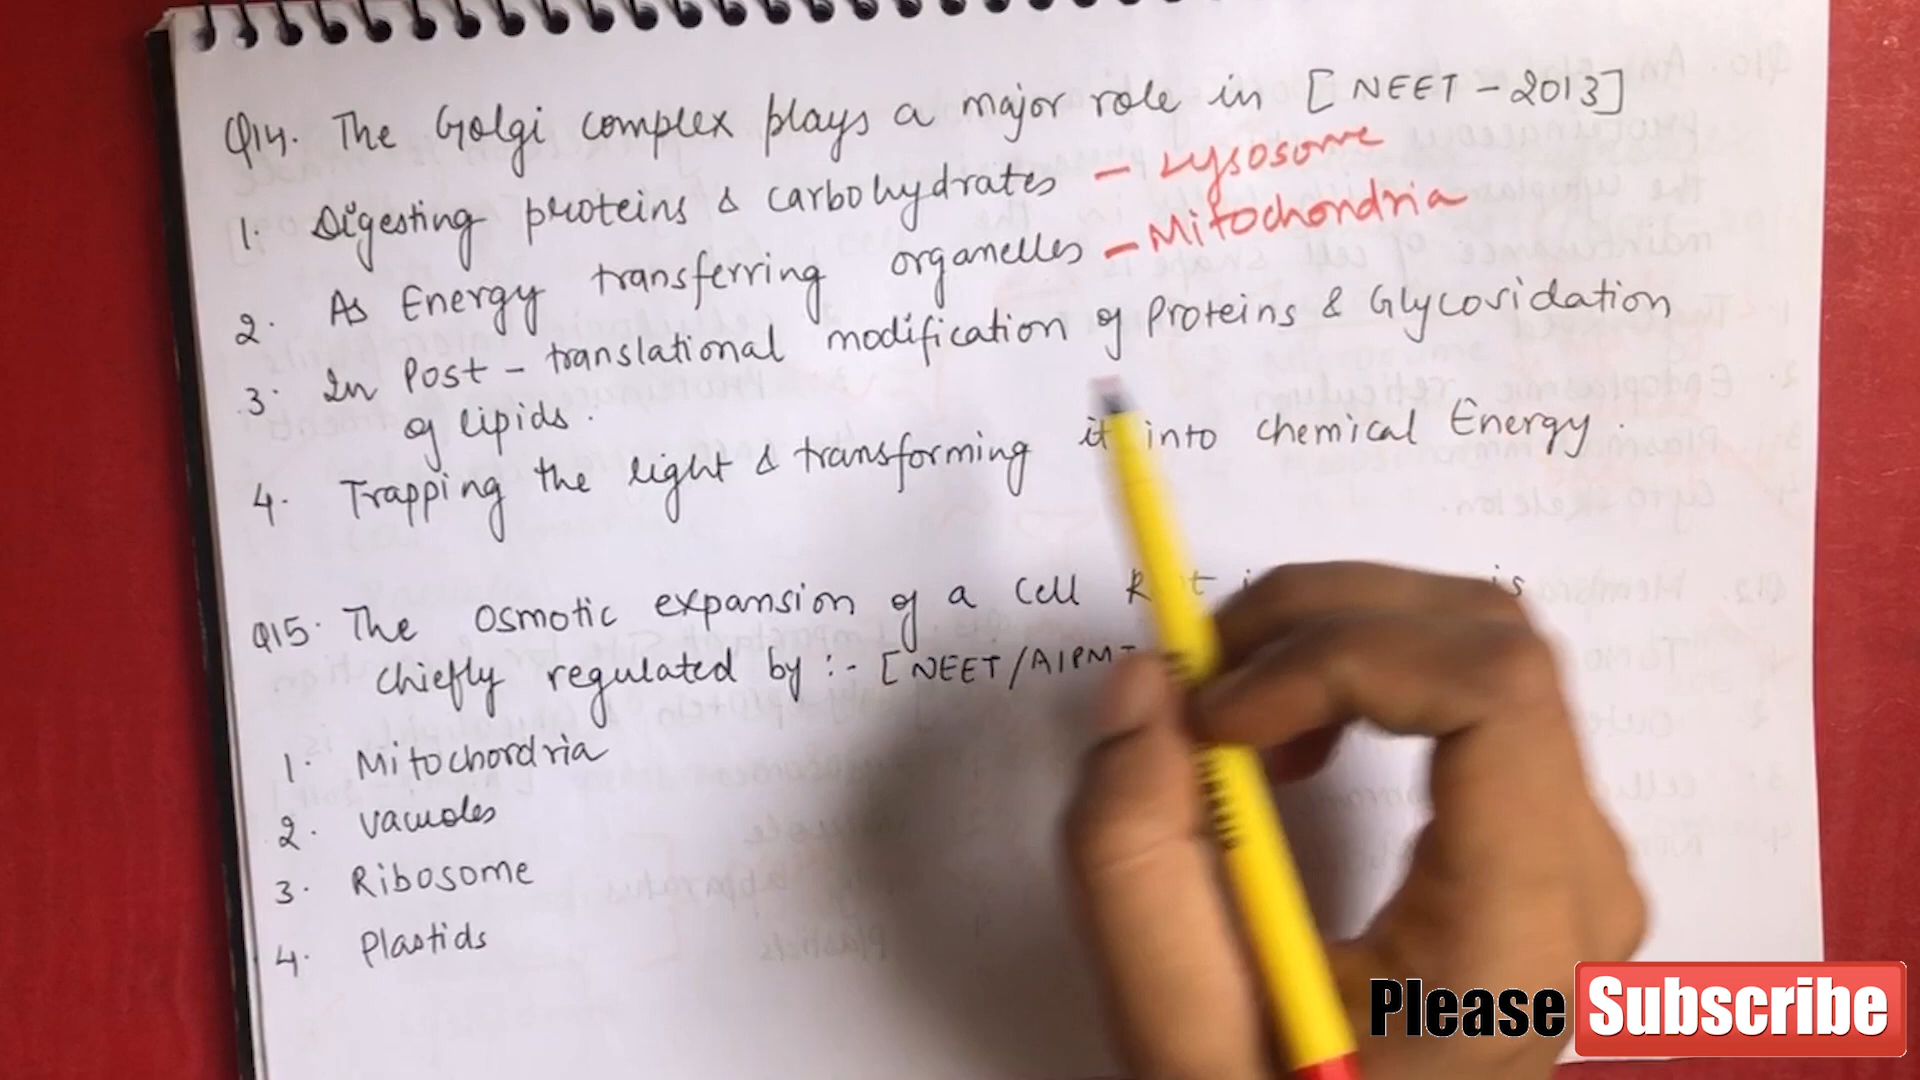 Q14. The Golgi complex plays a major role in [NEET - 2013]
1. Digesting proteins & carbohydrates - Lysosome
2. As Energy transferring organelles - Mitochondria
3. In Post - translational modification of Proteins & Glycosidation
of lipids.
4. Trapping the light & transforming it into chemical Energy.
Q15. The Osmotic expansion of a cell is
chiefly regulated by :- [NEET/AIPMT
1. Mitochordria
2. Vacuoles
3. Ribosome
4. Plastids
Please Subscribe